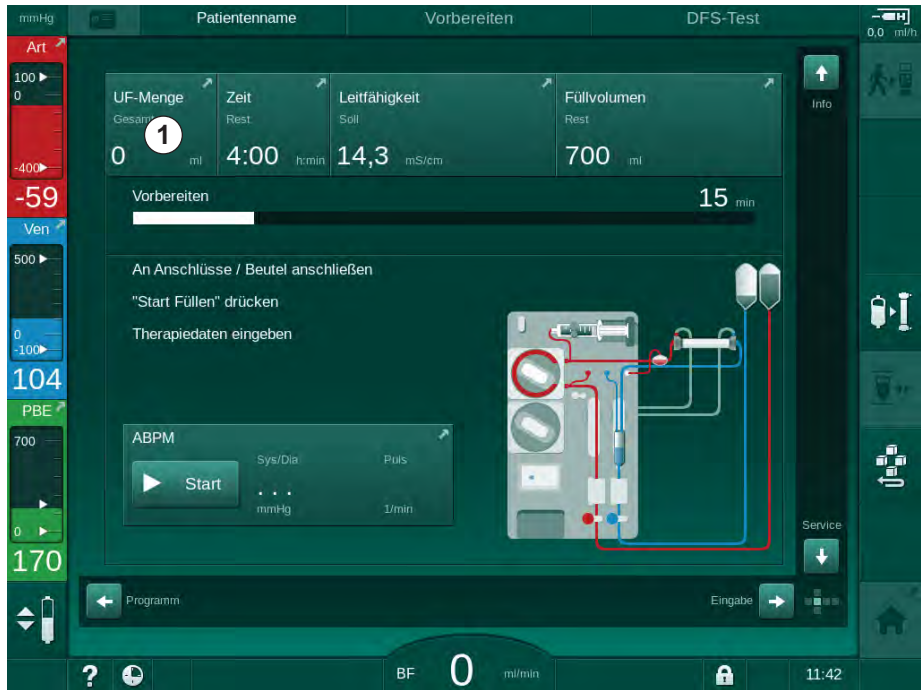 mmHg
Patientenname
Vorbereiten
DFS-Test
H
0,0 ml/h
Art
100
0
-400
-59
Ven
500
0
-100
104
PBE
700
0
170
UF-Menge
Gesamt
0 ml
1
Zeit
Rest
4:00 h:min
Leitfähigkeit
Soll
14,3 mS/cm
Füllvolumen
Rest
700 ml
Info
Vorbereiten
15 min
An Anschlüsse / Beutel anschließen
"Start Füllen" drücken
Therapiedaten eingeben
ABPM
Start
Sys/Dia
. . .
mmHg
Puls
1/min
Service
Programm
Eingabe
?
BF 0 ml/min
11:42